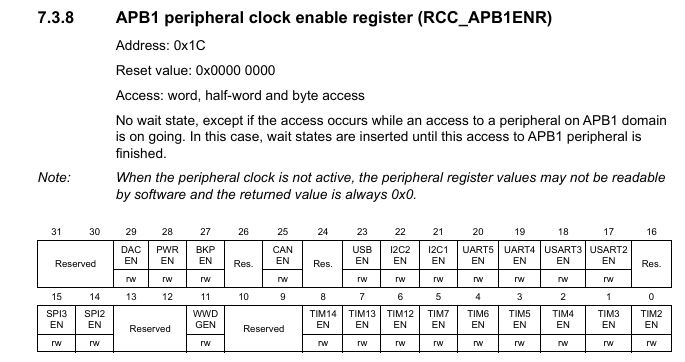 7.3.8 APB1 peripheral clock enable register (RCC_APB1ENR)
Address: 0x1C
Reset value: 0x0000 0000
Access: word, half-word and byte access
No wait state, except if the access occurs while an access to a peripheral on APB1 domain
is on going. In this case, wait states are inserted until this access to APB1 peripheral is
finished.
Note: When the peripheral clock is not active, the peripheral register values may not be readable
by software and the returned value is always 0x0.
31 30 29 28 27 26 25 24 23 22 21 20 19 18 17 16
Reserved DAC PWR BKP Res. CAN Res. USB I2C2 I2C1 UART5 UART4 USART3 USART2 Res.
EN EN EN EN EN EN EN EN EN EN EN
rw rw rw rw rw rw rw rw rw rw rw
15 14 13 12 11 10 9 8 7 6 5 4 3 2 1 0
SPI3 SPI2 Reserved WWD Reserved TIM14 TIM13 TIM12 TIM7 TIM6 TIM5 TIM4 TIM3 TIM2
EN EN GEN EN EN EN EN EN EN EN EN EN
rw rw rw rw rw rw rw rw rw rw rw rw